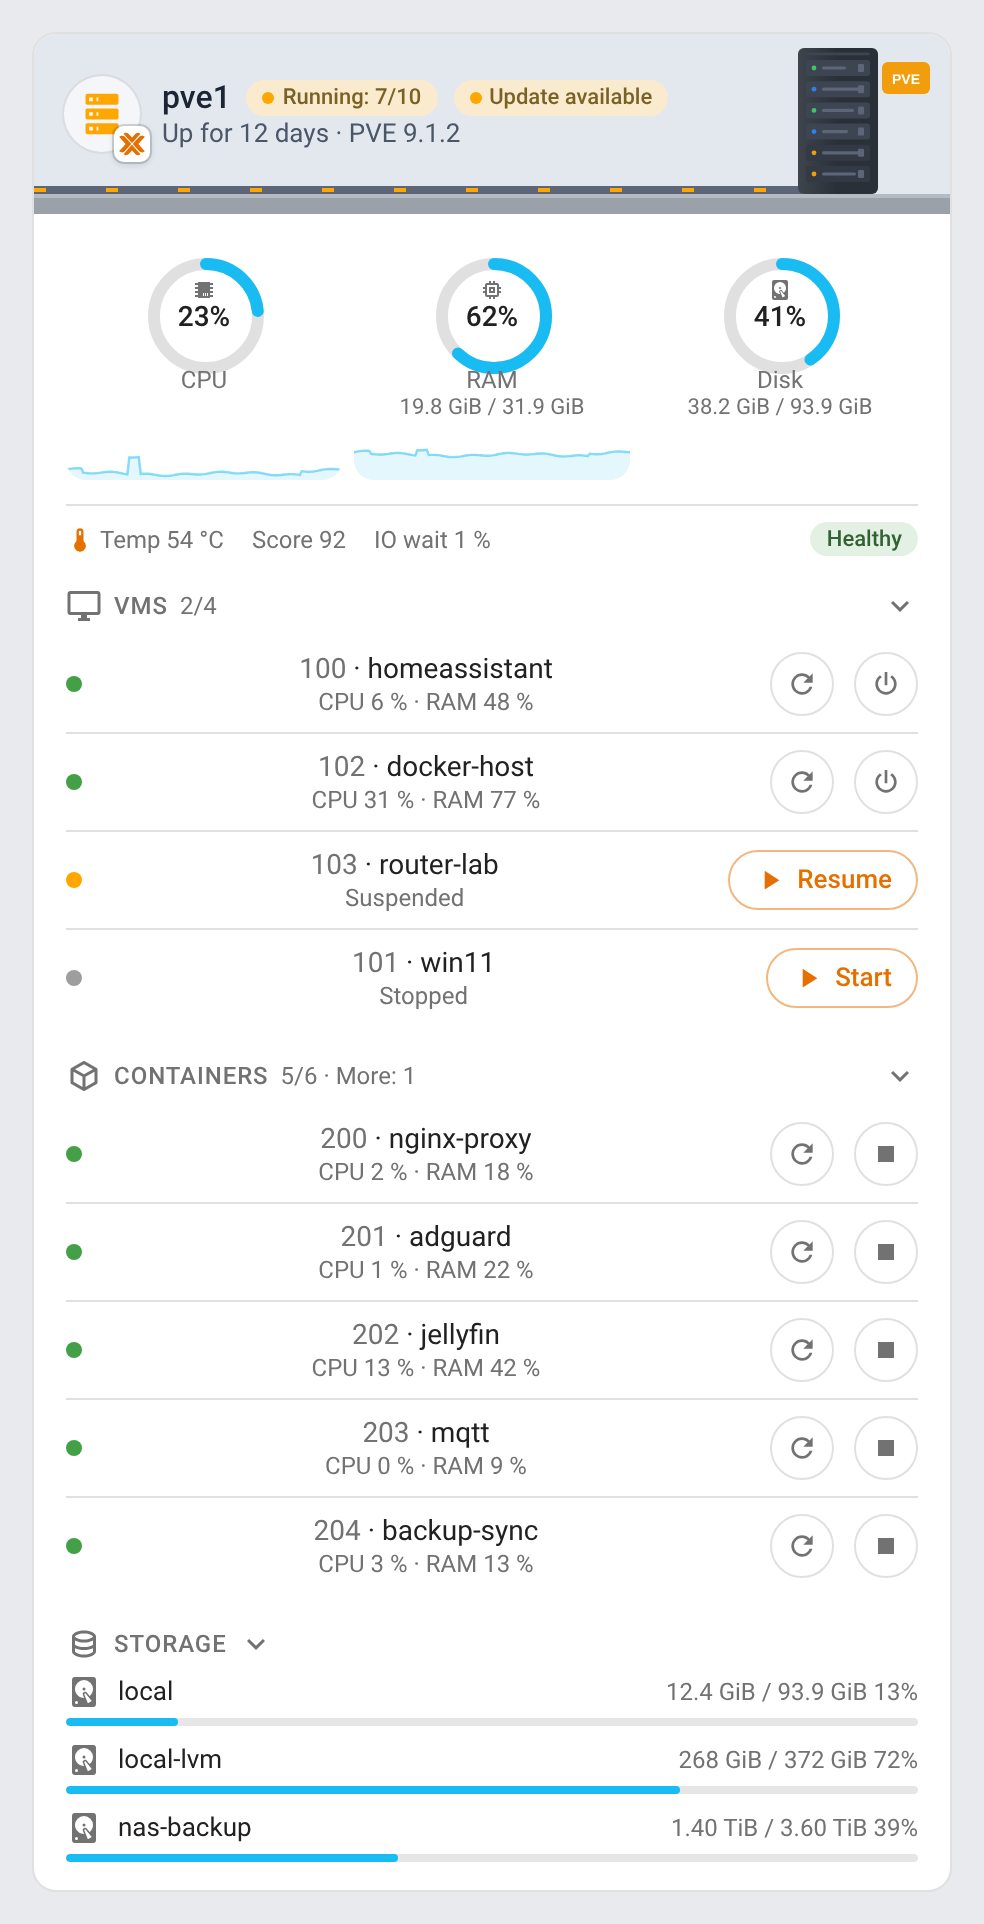 pve1 Running: 7/10 Update available
Up for 12 days · PVE 9.1.2
PVE
23% 62% 41%
CPU RAM Disk
19.8 GiB / 31.9 GiB 38.2 GiB / 93.9 GiB
Temp 54 °C Score 92 IO wait 1 % Healthy
VMS 2/4
100 · homeassistant
CPU 6 % · RAM 48 %
102 · docker-host
CPU 31 % · RAM 77 %
103 · router-lab
Suspended
Resume
101 · win11
Stopped
Start
CONTAINERS 5/6 · More: 1
200 · nginx-proxy
CPU 2 % · RAM 18 %
201 · adguard
CPU 1 % · RAM 22 %
202 · jellyfin
CPU 13 % · RAM 42 %
203 · mqtt
CPU 0 % · RAM 9 %
204 · backup-sync
CPU 3 % · RAM 13 %
STORAGE
local 12.4 GiB / 93.9 GiB 13%
local-lvm 268 GiB / 372 GiB 72%
nas-backup 1.40 TiB / 3.60 TiB 39%